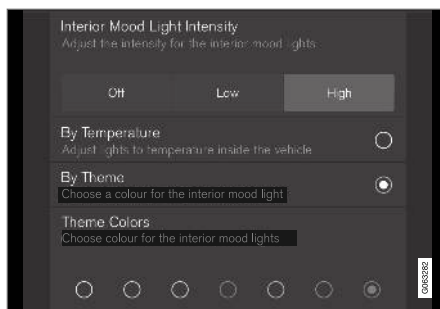 Interior Mood Light Intensity
Adjust the intensity for the interior mood lights
Off Low High
By Temperature
Adjust lights to temperature inside the vehicle
By Theme
Choose a colour for the interior mood light
Theme Colors
Choose colour for the interior mood lights
G063282